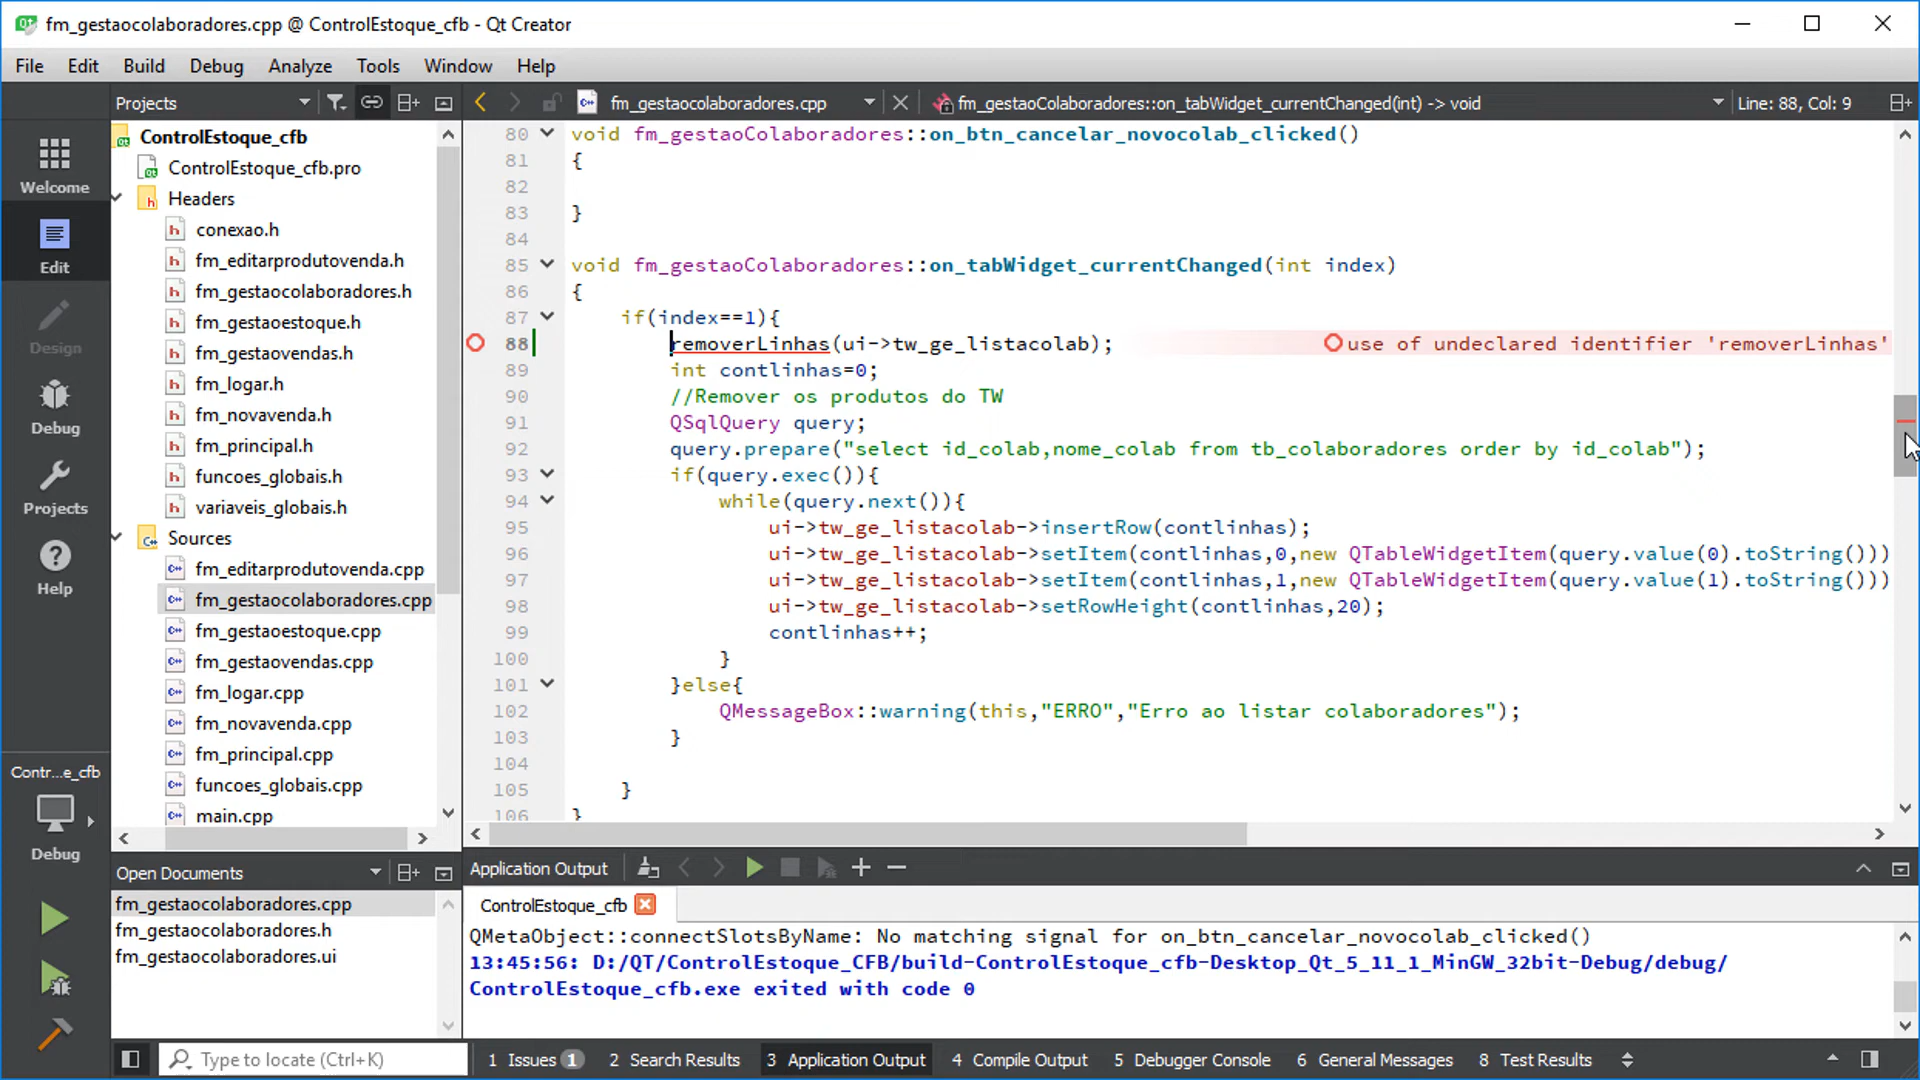 fm_gestaocolaboradores.cpp @ ControlEstoque_cfb - Qt Creator
File Edit Build Debug Analyze Tools Window Help
Projects
fm_gestaocolaboradores.cpp
fm_gestaoColaboradores::on_tabWidget_currentChanged(int) -> void
Line: 88, Col: 9
Welcome
Edit
Design
Debug
Projects
Help
Contr...e_cfb
Debug
ControlEstoque_cfb
ControlEstoque_cfb.pro
Headers
conexao.h
fm_editarprodutovenda.h
fm_gestaocolaboradores.h
fm_gestaoestoque.h
fm_gestaovendas.h
fm_logar.h
fm_novavenda.h
fm_principal.h
funcoes_globais.h
variaveis_globais.h
Sources
fm_editarprodutovenda.cpp
fm_gestaocolaboradores.cpp
fm_gestaoestoque.cpp
fm_gestaovendas.cpp
fm_logar.cpp
fm_novavenda.cpp
fm_principal.cpp
funcoes_globais.cpp
main.cpp
80 void fm_gestaoColaboradores::on_btn_cancelar_novocolab_clicked()
81 {
82
83 }
84
85 void fm_gestaoColaboradores::on_tabWidget_currentChanged(int index)
86 {
87 if(index==1){
88 removerLinhas(ui->tw_ge_listacolab); use of undeclared identifier 'removerLinhas'
89 int contlinhas=0;
90 //Remover os produtos do TW
91 QSqlQuery query;
92 query.prepare("select id_colab,nome_colab from tb_colaboradores order by id_colab");
93 if(query.exec()){
94 while(query.next()){
95 ui->tw_ge_listacolab->insertRow(contlinhas);
96 ui->tw_ge_listacolab->setItem(contlinhas,0,new QTableWidgetItem(query.value(0).toString()))
97 ui->tw_ge_listacolab->setItem(contlinhas,1,new QTableWidgetItem(query.value(1).toString()))
98 ui->tw_ge_listacolab->setRowHeight(contlinhas,20);
99 contlinhas++;
100 }
101 }else{
102 QMessageBox::warning(this,"ERRO","Erro ao listar colaboradores");
103 }
104
105 }
106 }
Open Documents
fm_gestaocolaboradores.cpp
fm_gestaocolaboradores.h
fm_gestaocolaboradores.ui
Application Output
ControlEstoque_cfb
QMetaObject::connectSlotsByName: No matching signal for on_btn_cancelar_novocolab_clicked()
13:45:56: D:/QT/ControlEstoque_CFB/build-ControlEstoque_cfb-Desktop_Qt_5_11_1_MinGW_32bit-Debug/debug/
ControlEstoque_cfb.exe exited with code 0
Type to locate (Ctrl+K)
1 Issues 1 2 Search Results 3 Application Output 4 Compile Output 5 Debugger Console 6 General Messages 8 Test Results